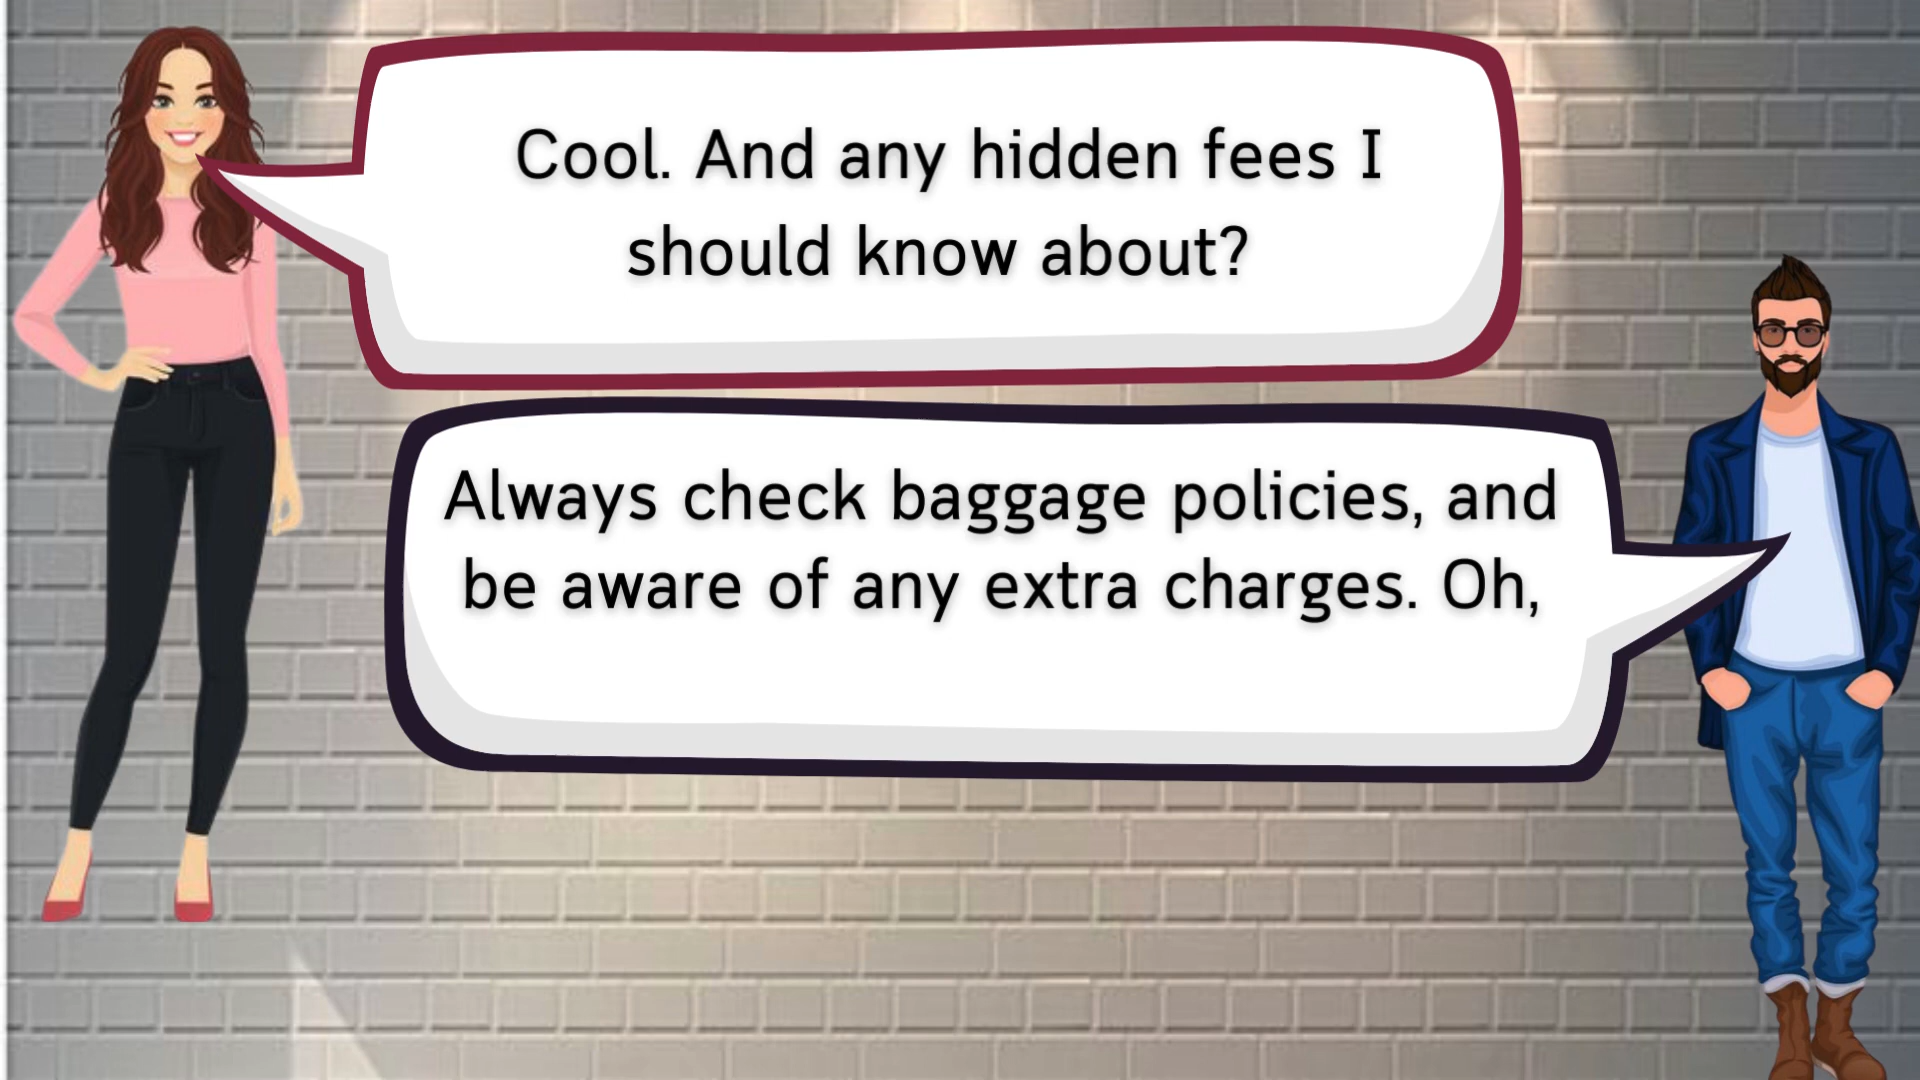 Cool. And any hidden fees I
should know about?
Always check baggage policies, and
be aware of any extra charges. Oh,